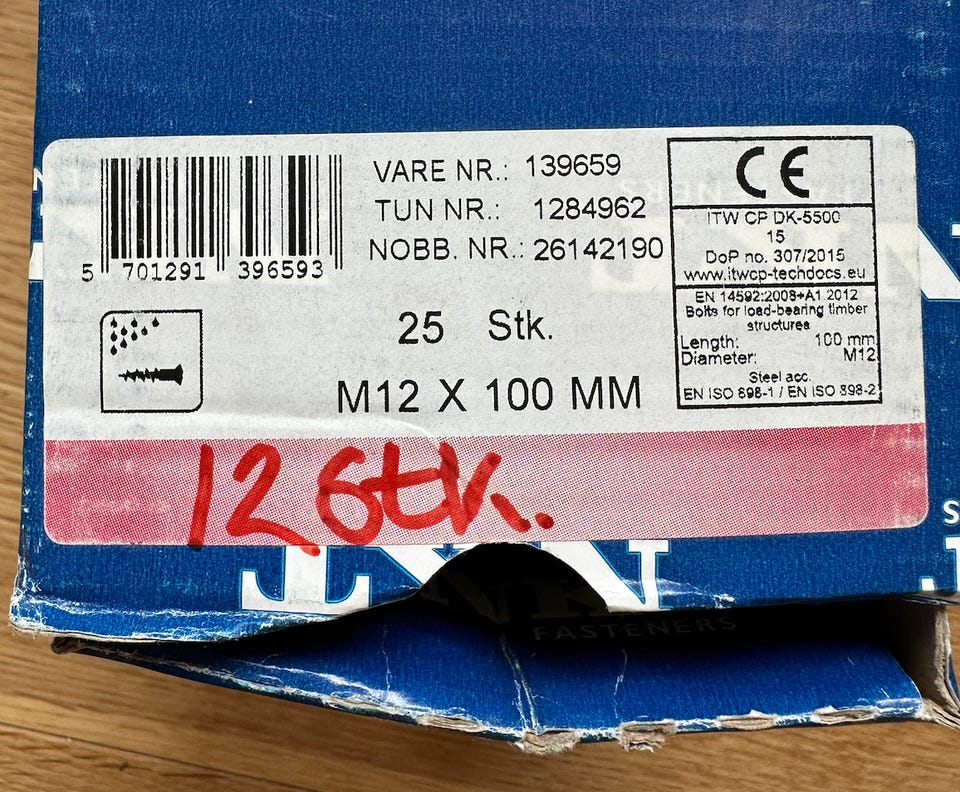 VARE NR.: 139659
TUN NR.: 1284962
NOBB. NR.: 26142190
5 701291 396593
25 Stk.
M12 X 100 MM
CE
ITW CP DK-5500
15
DoP no. 307/2015
www.itwcp-techdocs.eu
EN 14592:2008+A1:2012
Bolts for load-bearing timber
structures
Length: 100 mm
Diameter: M12
Steel acc.
EN ISO 898-1 / EN ISO 898-2
12 Stk.
NKT
FASTENERS